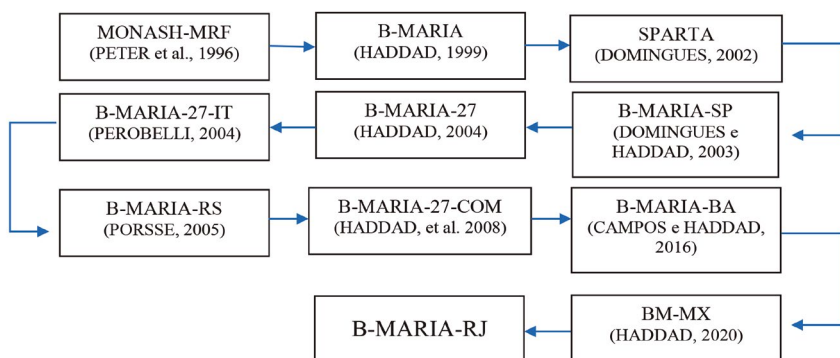 MONASH-MRF
(PETER et al., 1996)
B-MARIA
(HADDAD, 1999)
SPARTA
(DOMINGUES, 2002)
B-MARIA-SP
(DOMINGUES e
HADDAD, 2003)
B-MARIA-27
(HADDAD, 2004)
B-MARIA-27-IT
(PEROBELLI, 2004)
B-MARIA-RS
(PORSSE, 2005)
B-MARIA-27-COM
(HADDAD, et al. 2008)
B-MARIA-BA
(CAMPOS e HADDAD,
2016)
BM-MX
(HADDAD, 2020)
B-MARIA-RJ